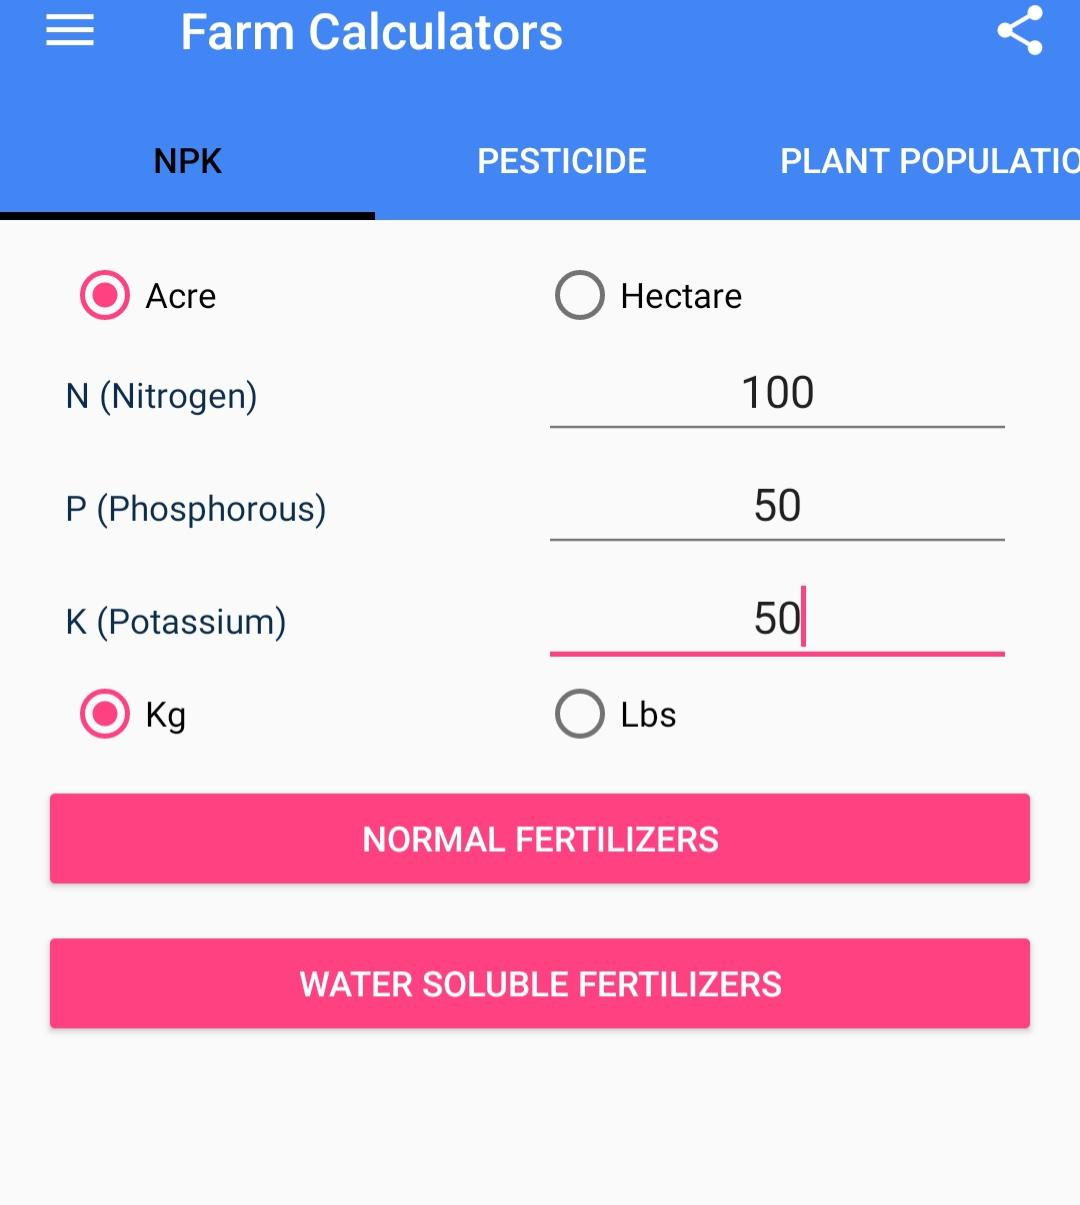 Farm Calculators
NPK PESTICIDE PLANT POPULATIO
Acre Hectare
N (Nitrogen) 100
P (Phosphorous) 50
K (Potassium) 50
Kg Lbs
NORMAL FERTILIZERS
WATER SOLUBLE FERTILIZERS